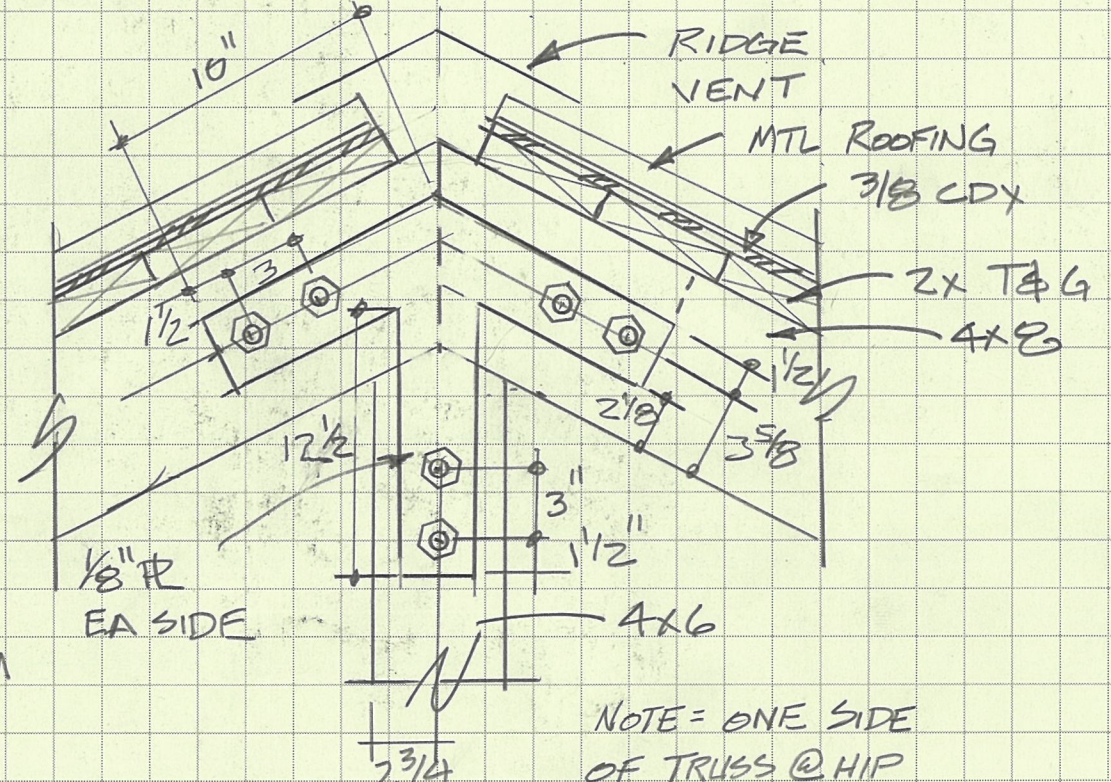 10"
RIDGE
VENT
MTL ROOFING
3/8 CDX
2X T&G
4X8
3
1 1/2
1 1/2
2 1/8
3 5/8
12 1/2
3"
1 1/2"
1/8" PL
EA SIDE
4X6
2 3/4
NOTE = ONE SIDE
OF TRUSS @ HIP